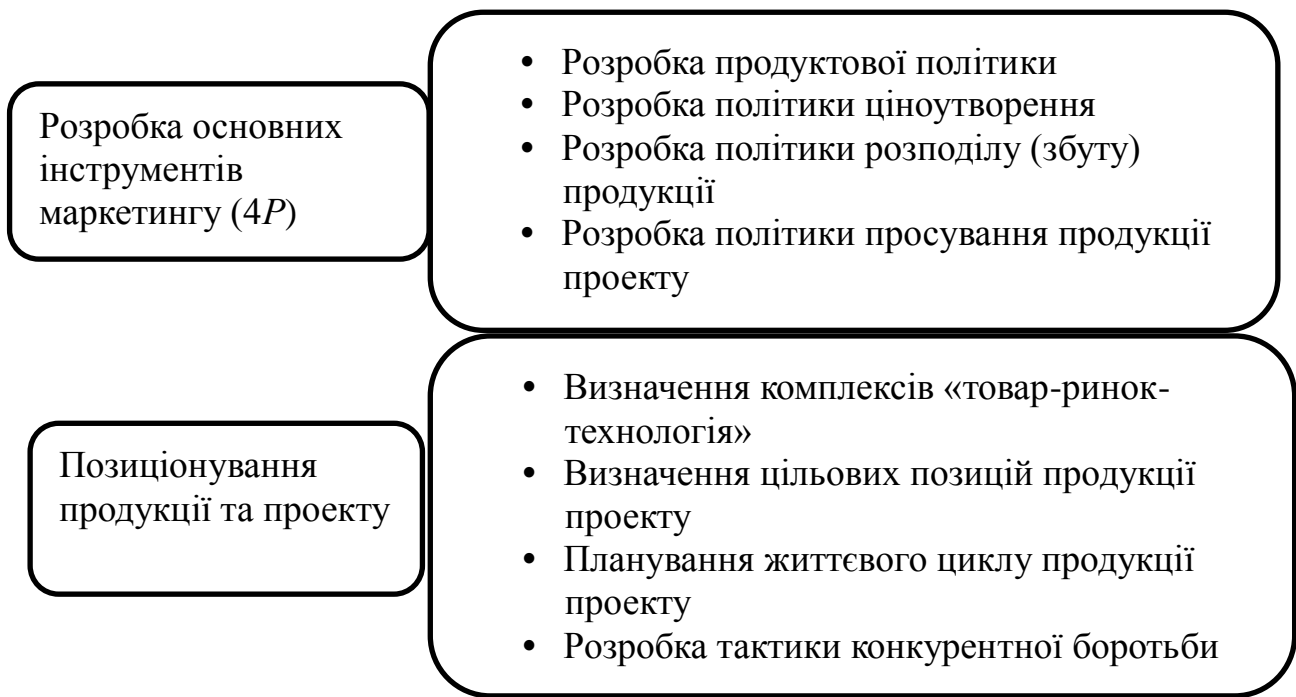 Розробка основних
інструментів
маркетингу (4P)
• Розробка продуктової політики
• Розробка політики ціноутворення
• Розробка політики розподілу (збуту)
продукції
• Розробка політики просування продукції
проекту
Позиціонування
продукції та проекту
• Визначення комплексів «товар-ринок-
технологія»
• Визначення цільових позицій продукції
проекту
• Планування життєвого циклу продукції
проекту
• Розробка тактики конкурентної боротьби